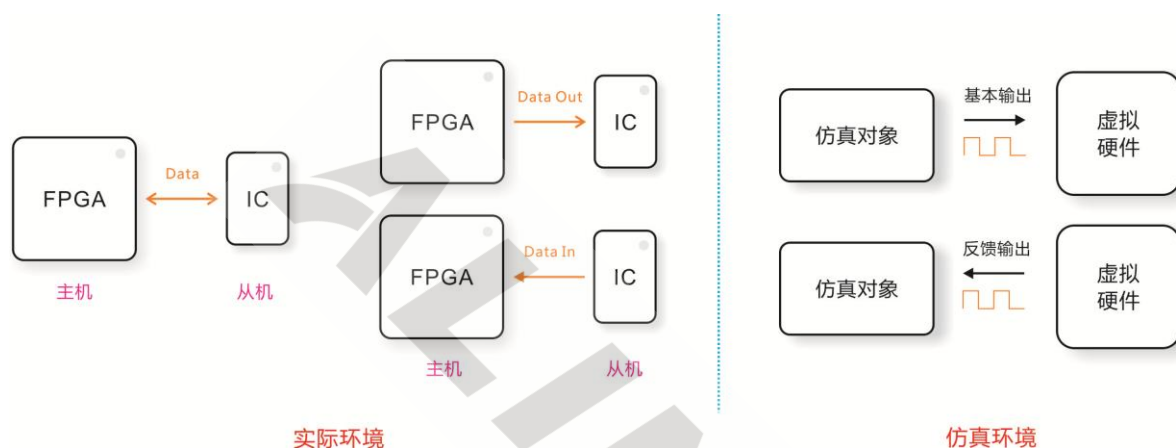 FPGA
Data
IC
主机
从机
FPGA
Data Out
IC
FPGA
Data In
IC
主机
从机
实际环境
仿真对象
基本输出
虚拟
硬件
仿真对象
反馈输出
虚拟
硬件
仿真环境